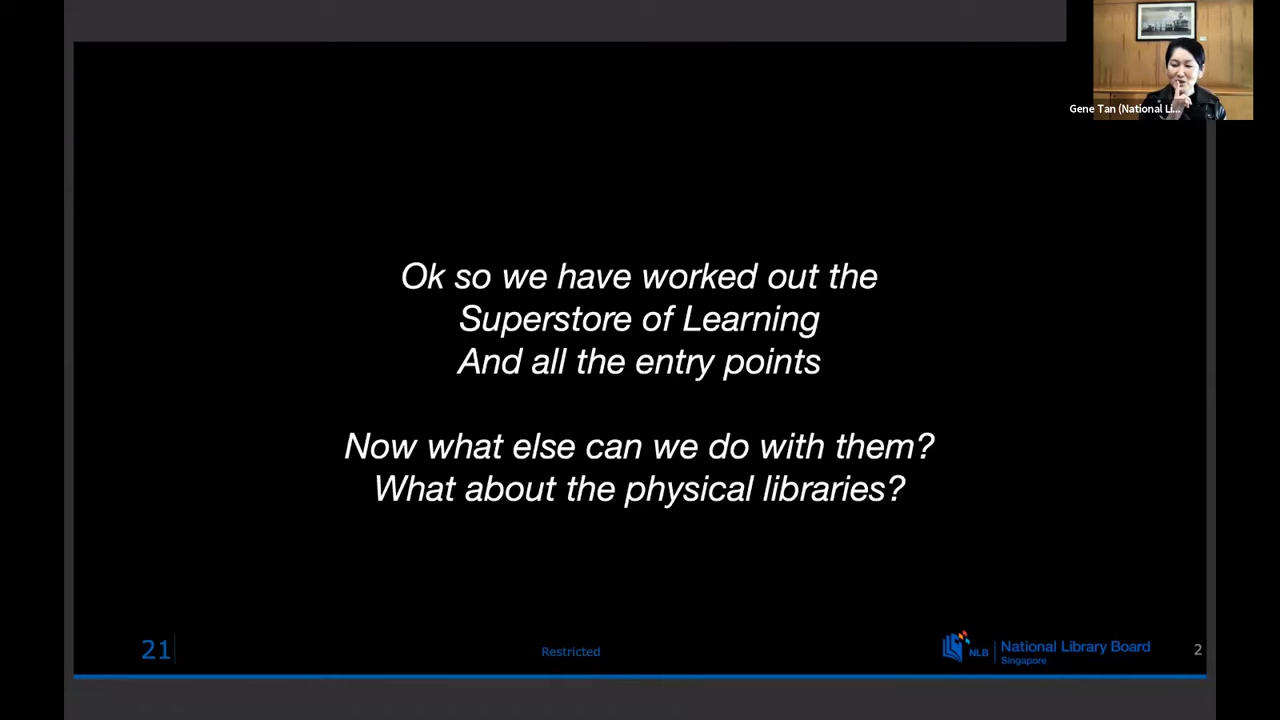 Gene Tan (National Li...
Ok so we have worked out the
Superstore of Learning
And all the entry points
Now what else can we do with them?
What about the physical libraries?
21
Restricted
NLB
National Library Board
Singapore
2